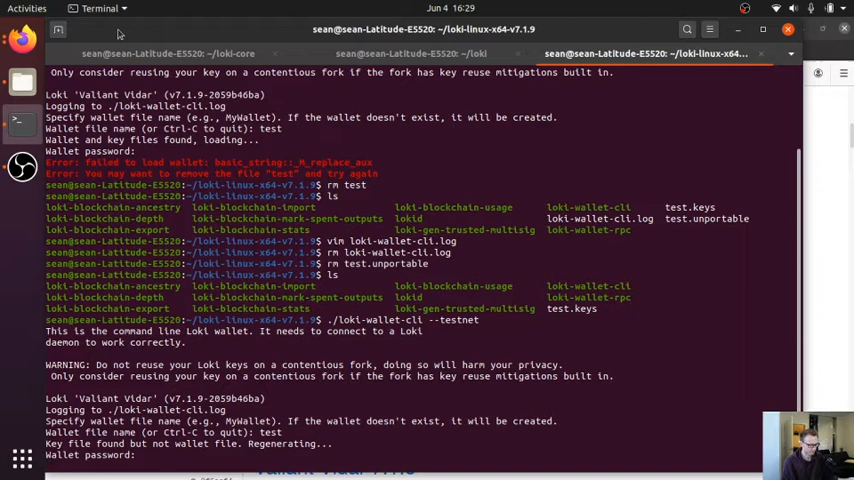 Activities
Terminal
Jun 4 16:29
sean@sean-Latitude-E5520: ~/loki-linux-x64-v7.1.9
sean@sean-Latitude-E5520: ~/loki-core
sean@sean-Latitude-E5520: ~/loki
sean@sean-Latitude-E5520: ~/loki-linux-x64...
Only consider reusing your key on a contentious fork if the fork has key reuse mitigations built in.
Loki 'Valiant Vidar' (v7.1.9-2059b46ba)
Logging to ./loki-wallet-cli.log
Specify wallet file name (e.g., MyWallet). If the wallet doesn't exist, it will be created.
Wallet file name (or Ctrl-C to quit): test
Wallet and key files found, loading...
Wallet password:
Error: failed to load wallet: basic_string::_M_replace_aux
Error: You may want to remove the file "test" and try again
sean@sean-Latitude-E5520:~/loki-linux-x64-v7.1.9$ rm test
sean@sean-Latitude-E5520:~/loki-linux-x64-v7.1.9$ ls
loki-blockchain-ancestry loki-blockchain-import loki-blockchain-usage loki-wallet-cli test.keys
loki-blockchain-depth loki-blockchain-mark-spent-outputs lokid loki-wallet-cli.log test.unportable
loki-blockchain-export loki-blockchain-stats loki-gen-trusted-multisig loki-wallet-rpc
sean@sean-Latitude-E5520:~/loki-linux-x64-v7.1.9$ vim loki-wallet-cli.log
sean@sean-Latitude-E5520:~/loki-linux-x64-v7.1.9$ rm loki-wallet-cli.log
sean@sean-Latitude-E5520:~/loki-linux-x64-v7.1.9$ rm test.unportable
sean@sean-Latitude-E5520:~/loki-linux-x64-v7.1.9$ ls
loki-blockchain-ancestry loki-blockchain-import loki-blockchain-usage loki-wallet-cli
loki-blockchain-depth loki-blockchain-mark-spent-outputs lokid loki-wallet-rpc
loki-blockchain-export loki-blockchain-stats loki-gen-trusted-multisig test.keys
sean@sean-Latitude-E5520:~/loki-linux-x64-v7.1.9$ ./loki-wallet-cli --testnet
This is the command line Loki wallet. It needs to connect to a Loki
daemon to work correctly.
WARNING: Do not reuse your Loki keys on a contentious fork, doing so will harm your privacy.
Only consider reusing your key on a contentious fork if the fork has key reuse mitigations built in.
Loki 'Valiant Vidar' (v7.1.9-2059b46ba)
Logging to ./loki-wallet-cli.log
Specify wallet file name (e.g., MyWallet). If the wallet doesn't exist, it will be created.
Wallet file name (or Ctrl-C to quit): test
Key file found but not wallet file. Regenerating...
Wallet password: